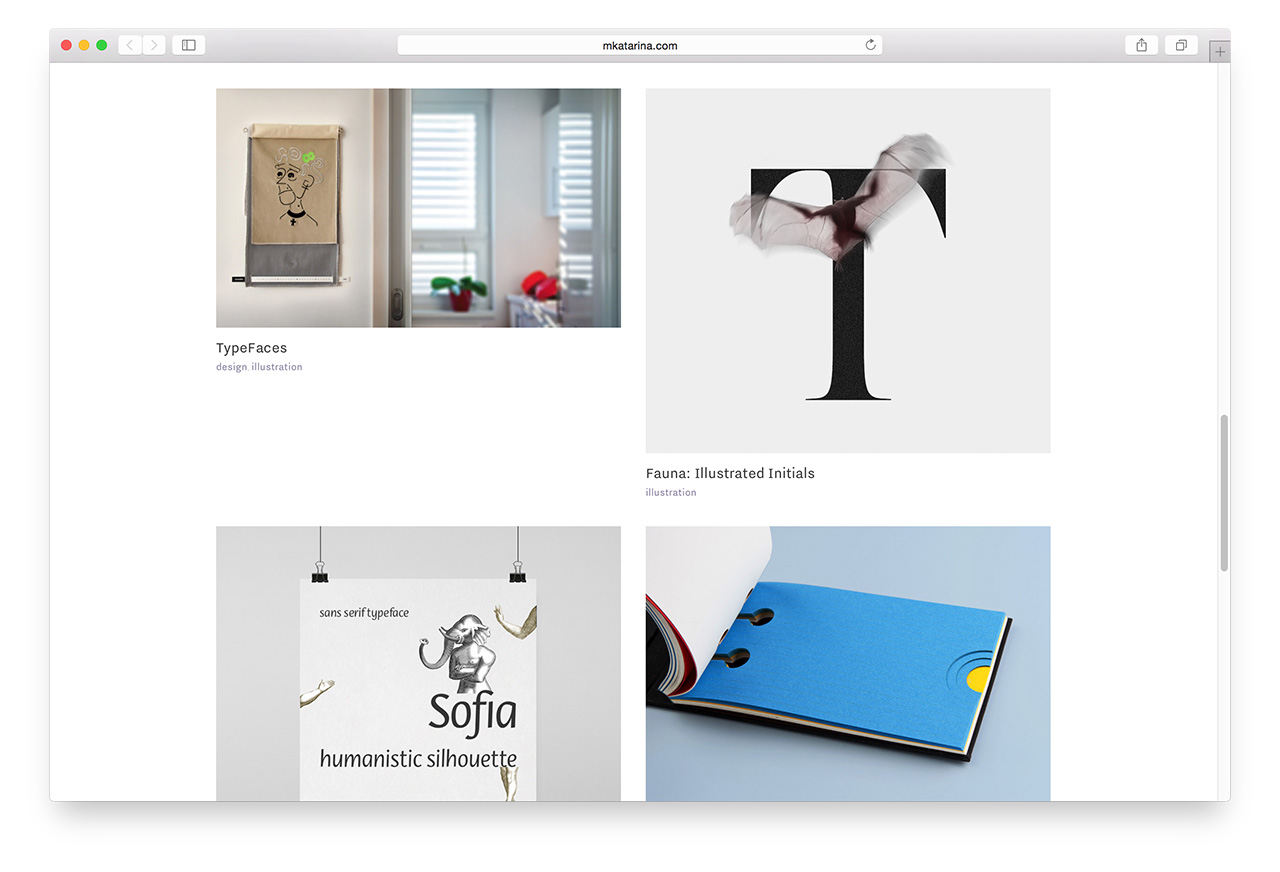 mkatarina.com
TypeFaces
design, illustration
T
Fauna: Illustrated Initials
illustration
sans serif typeface
Sofia
humanistic silhouette